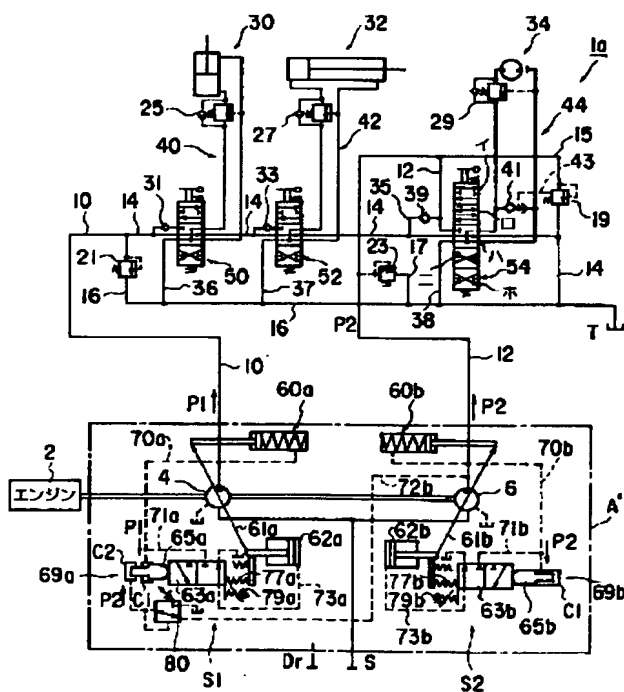 30
32
34
1a
25
27
29
44
40
42
イ
15
12
43
10
31
33
35
39
41
14
14
14
ロ
19
21
23
17
ハ
ニ
50
52
54
14
16
36
37
38
ホ
16
P2
T
10
12
P1
P2
60a
60b
2
70a
70b
エンジン
4
72b
6
A'
71a
61a
62a
62b
61b
71b
P1
P2
C2
65a
69a
77a
77b
69b
63a
63b
C1
C1
P2
79a
79b
65b
73a
73b
80
S1
Dr
S
S2